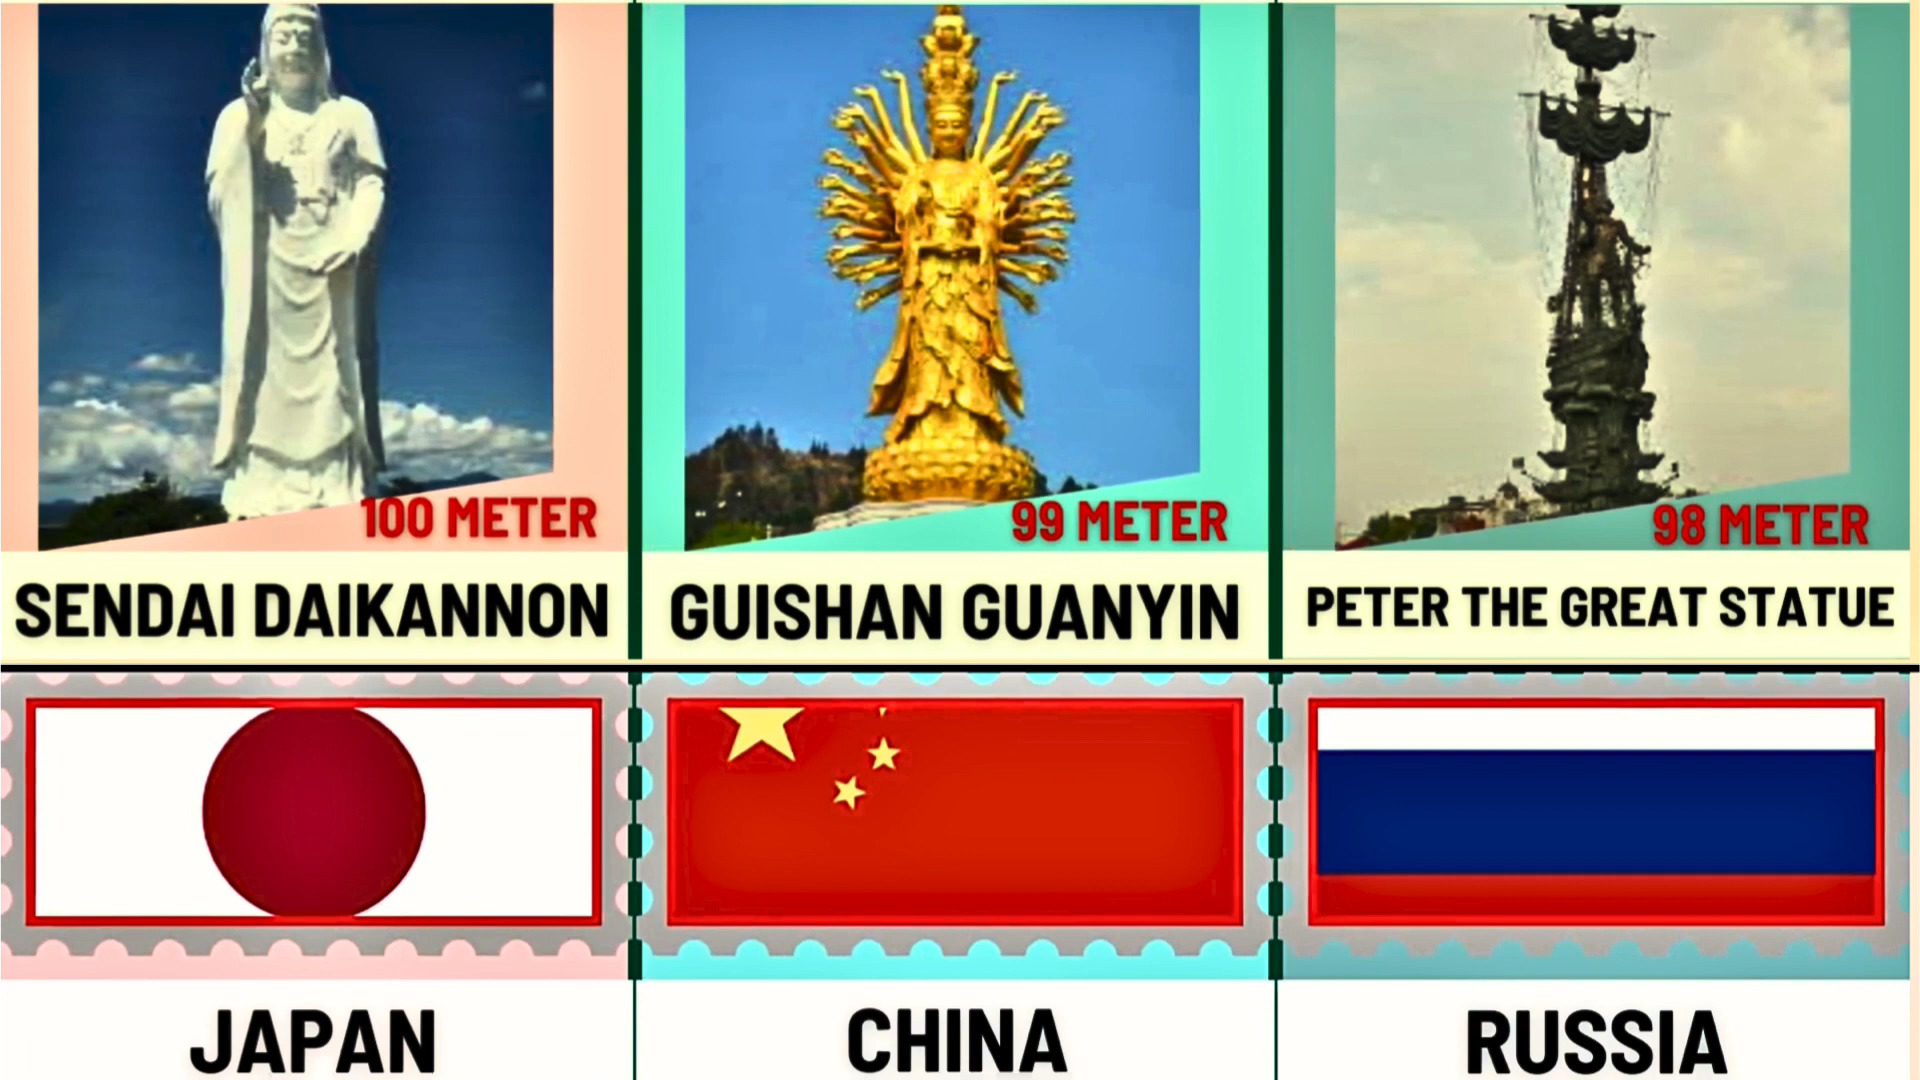 100 METER
99 METER
98 METER
SENDAI DAIKANNON
GUISHAN GUANYIN
PETER THE GREAT STATUE
JAPAN
CHINA
RUSSIA